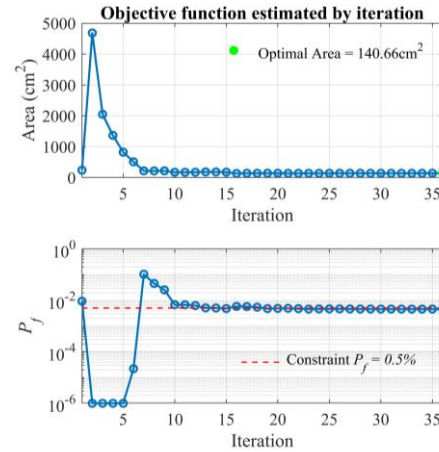 Objective function estimated by iteration
Area (cm²)
5000
4000
3000
2000
1000
0
Optimal Area = 140.66cm²
5 10 15 20 25 30 35
Iteration
P_f
10⁰
10⁻²
10⁻⁴
10⁻⁶
Constraint P_f = 0.5%
5 10 15 20 25 30 35
Iteration